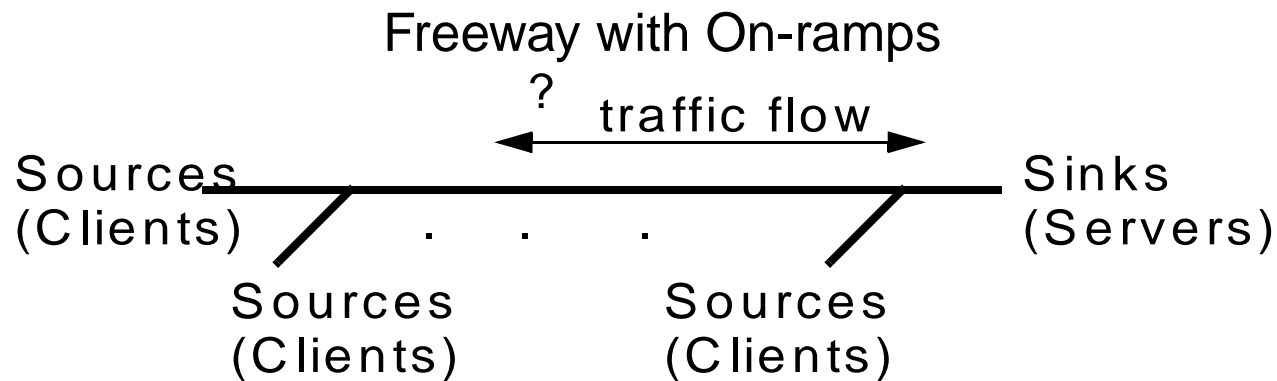 Freeway with On-ramps
?
traffic flow
Sources
(Clients)
Sinks
(Servers)
. . .
Sources
(Clients)
Sources
(Clients)